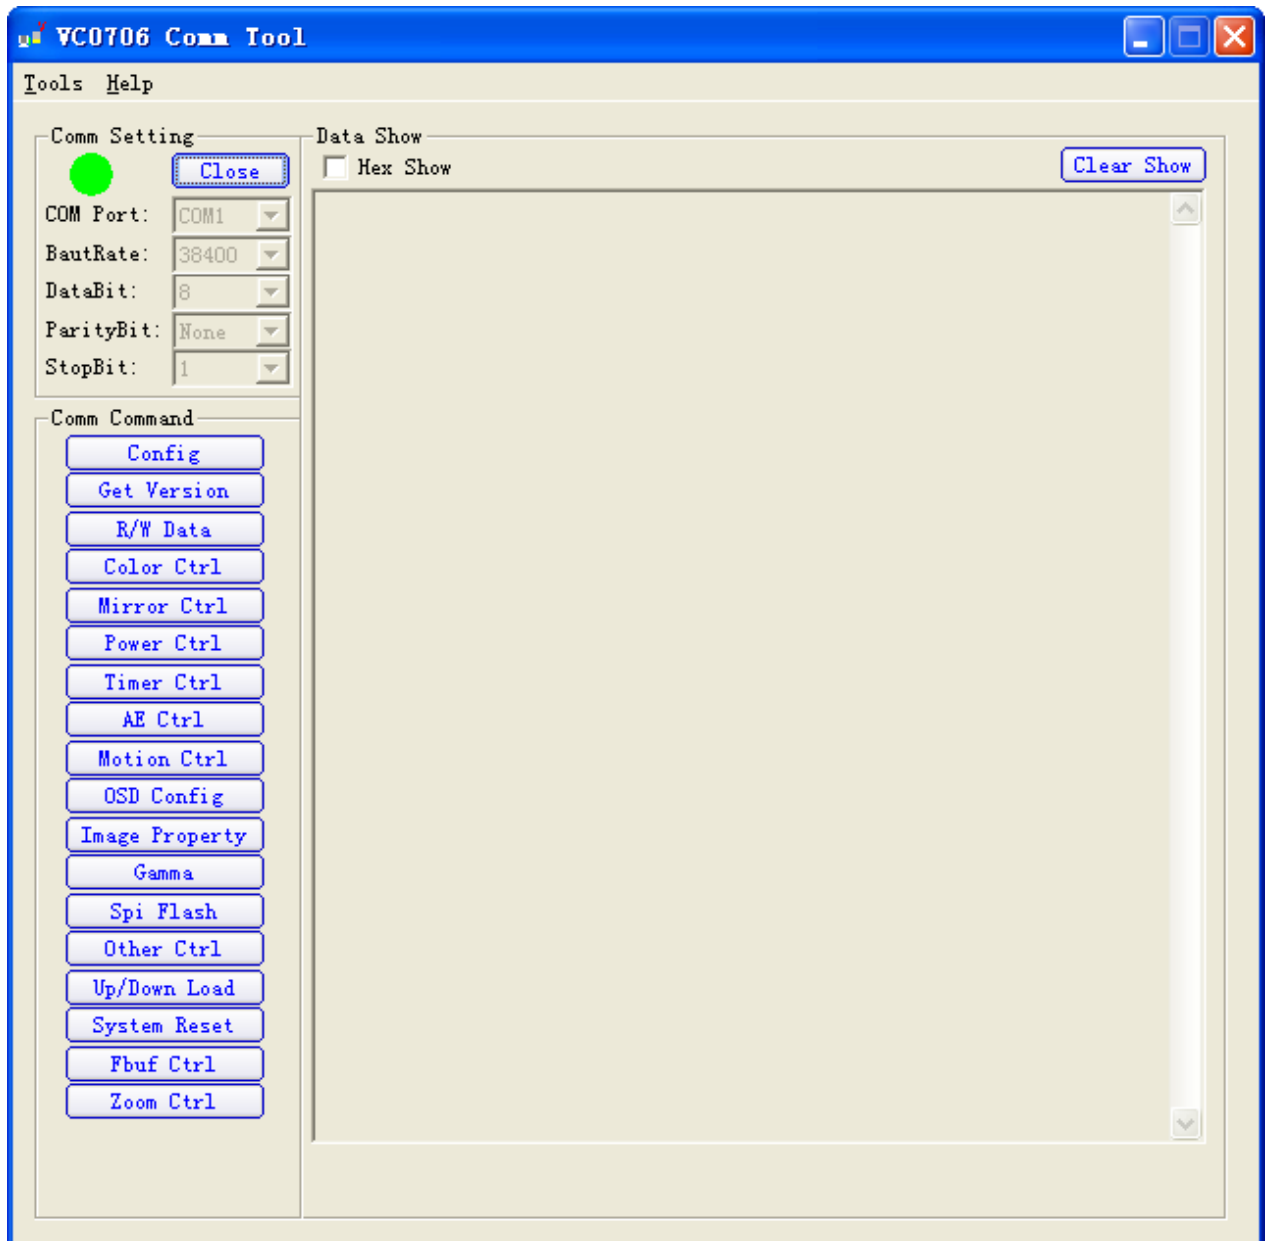 VC0706 Comm Tool
Tools Help
Comm Setting
Close
COM Port: COM1
BautRate: 38400
DataBit: 8
ParityBit: None
StopBit: 1
Comm Command
Config
Get Version
R/W Data
Color Ctrl
Mirror Ctrl
Power Ctrl
Timer Ctrl
AE Ctrl
Motion Ctrl
OSD Config
Image Property
Gamma
Spi Flash
Other Ctrl
Up/Down Load
System Reset
Fbuf Ctrl
Zoom Ctrl
Data Show
Hex Show Clear Show